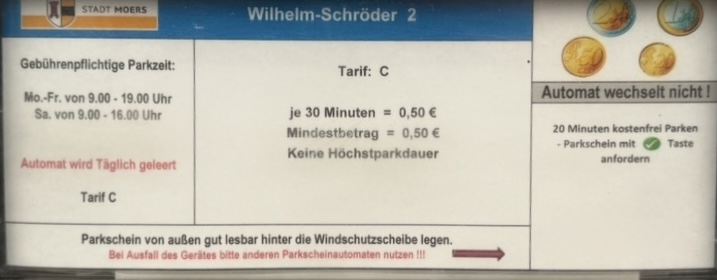 STADT MOERS
Wilhelm-Schröder 2
Gebührenpflichtige Parkzeit:
Mo.-Fr. von 9.00 - 19.00 Uhr
Sa. von 9.00 - 16.00 Uhr
Automat wird Täglich geleert
Tarif C
Tarif: C
je 30 Minuten = 0,50 €
Mindestbetrag = 0,50 €
Keine Höchstparkdauer
Automat wechselt nicht !
20 Minuten kostenfrei Parken
- Parkschein mit Taste
anfordern
Parkschein von außen gut lesbar hinter die Windschutzscheibe legen.
Bei Ausfall des Gerätes bitte anderen Parkscheinautomaten nutzen !!!